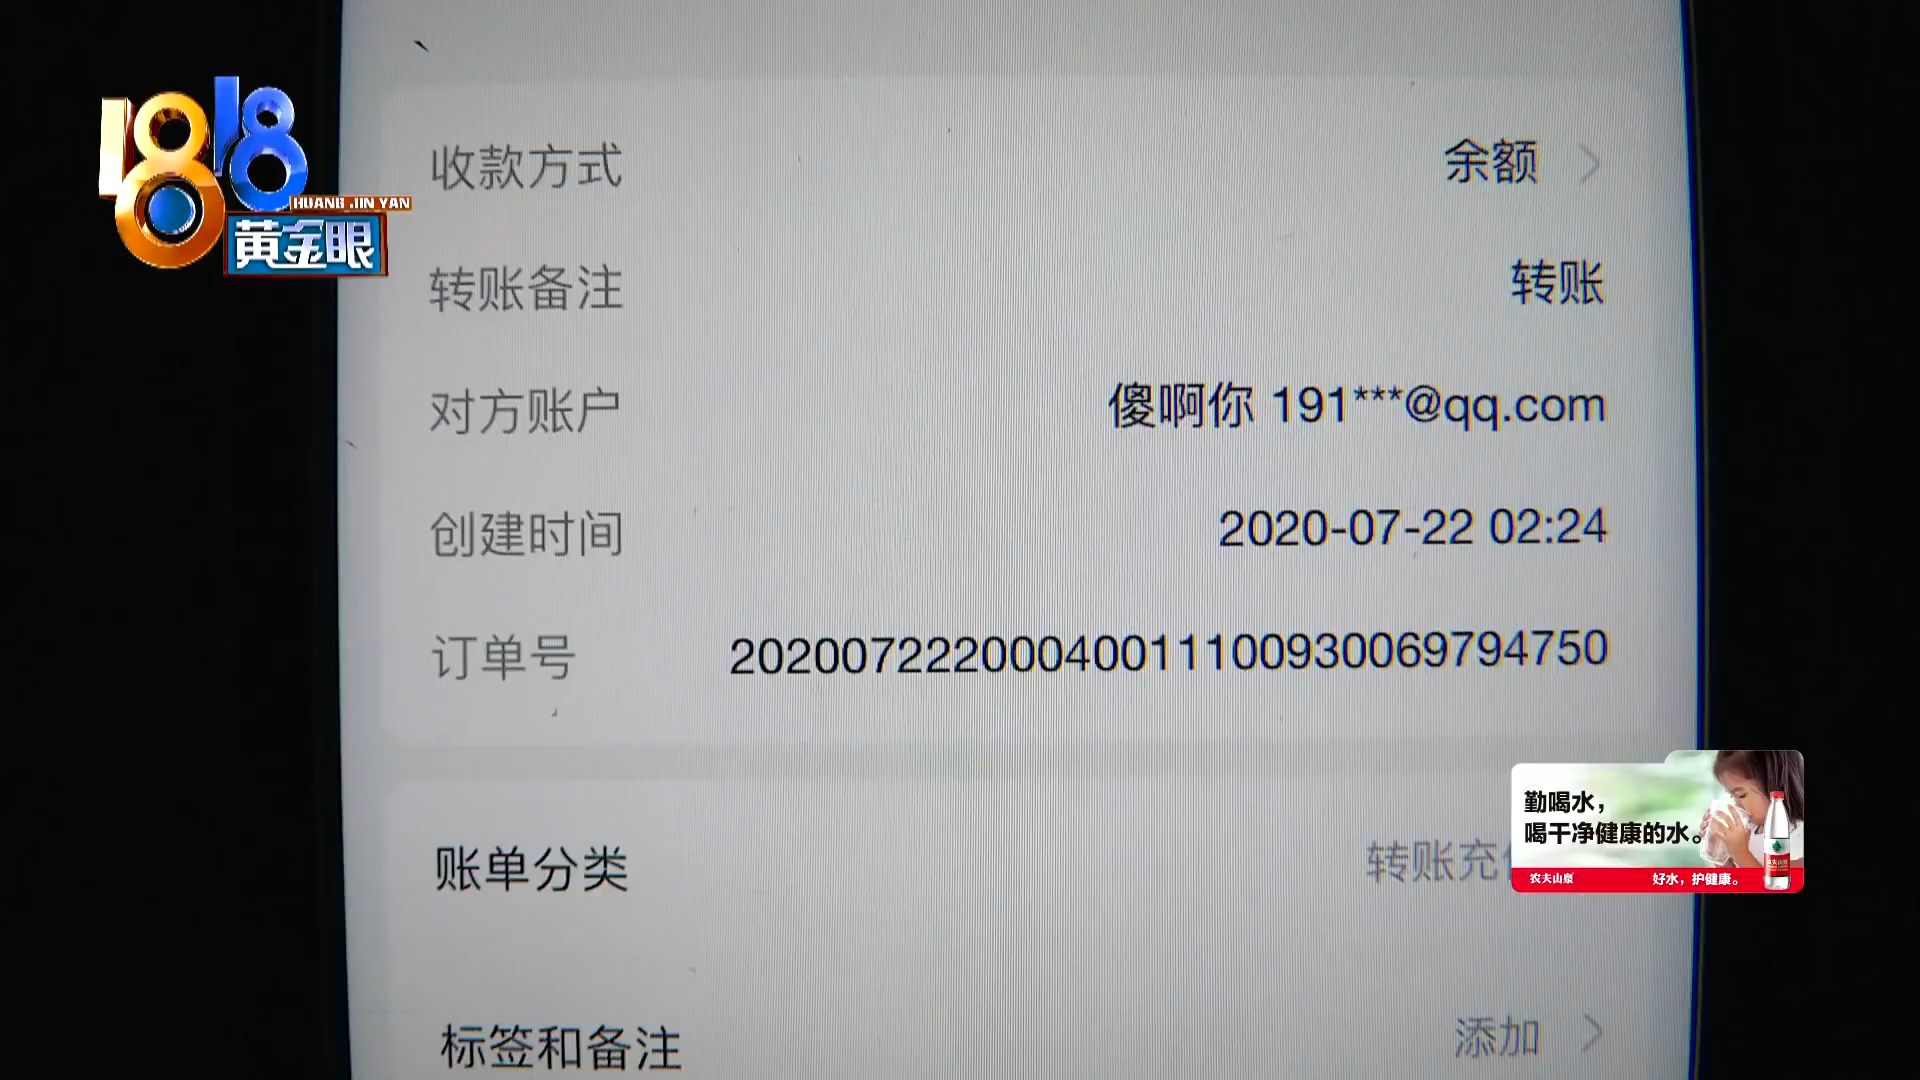 1818
HUANG JIN YAN
黄金眼
收款方式 余额
转账备注 转账
对方账户 傻啊你 191***@qq.com
创建时间 2020-07-22 02:24
订单号 20200722200040011100930069794750
账单分类 转账充
标签和备注 添加
勤喝水，
喝干净健康的水。
农夫山泉 好水，护健康。